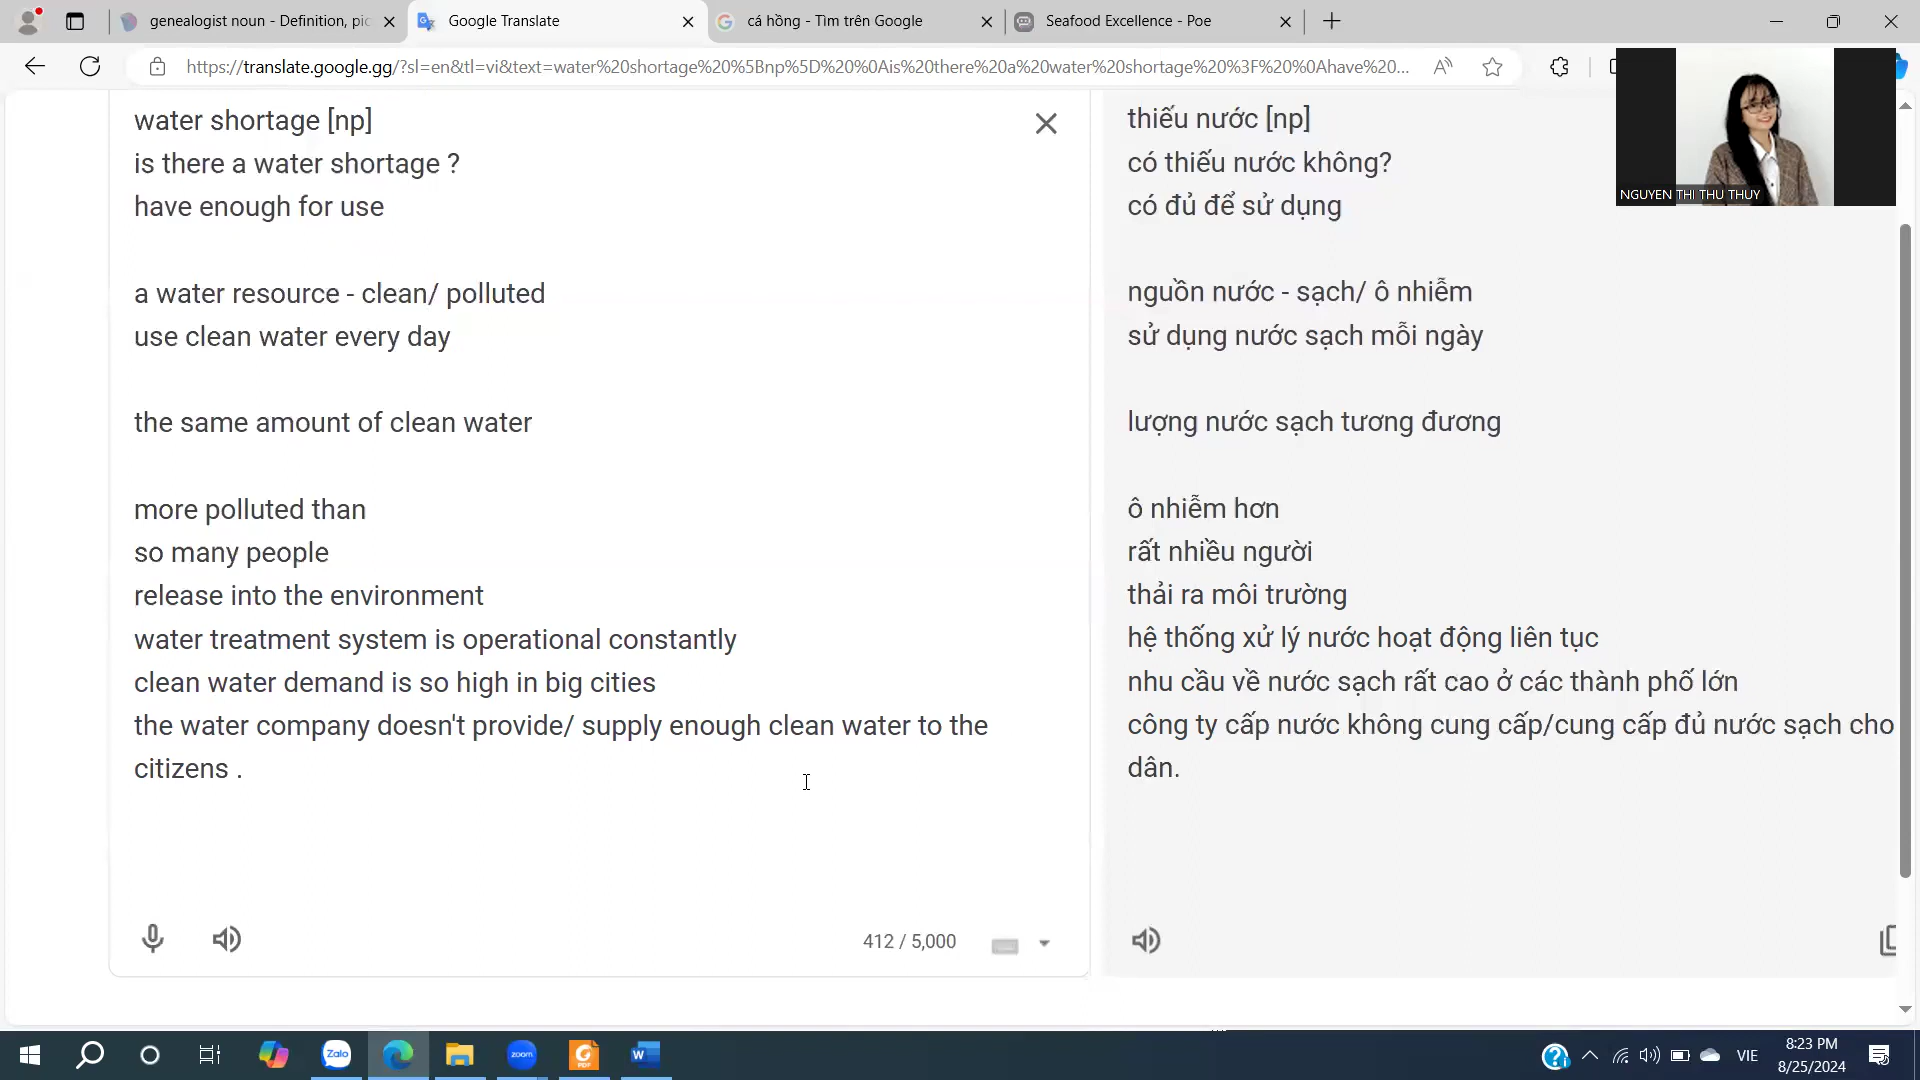 genealogist noun - Definition, pic
Google Translate
cá hồng - Tìm trên Google
Seafood Excellence - Poe
https://translate.google.gg/?sl=en&tl=vi&text=water%20shortage%20%5Bnp%5D%20%0Ais%20there%20a%20water%20shortage%20%3F%20%0Ahave%20...
NGUYEN THI THU THUY
water shortage [np]
is there a water shortage ?
have enough for use
a water resource - clean/ polluted
use clean water every day
the same amount of clean water
more polluted than
so many people
release into the environment
water treatment system is operational constantly
clean water demand is so high in big cities
the water company doesn't provide/ supply enough clean water to the
citizens .
412 / 5,000
thiếu nước [np]
có thiếu nước không?
có đủ để sử dụng
nguồn nước - sạch/ ô nhiễm
sử dụng nước sạch mỗi ngày
lượng nước sạch tương đương
ô nhiễm hơn
rất nhiều người
thải ra môi trường
hệ thống xử lý nước hoạt động liên tục
nhu cầu về nước sạch rất cao ở các thành phố lớn
công ty cấp nước không cung cấp/cung cấp đủ nước sạch cho
dân.
Zalo
zoom
PDF
W
VIE
8:23 PM
8/25/2024